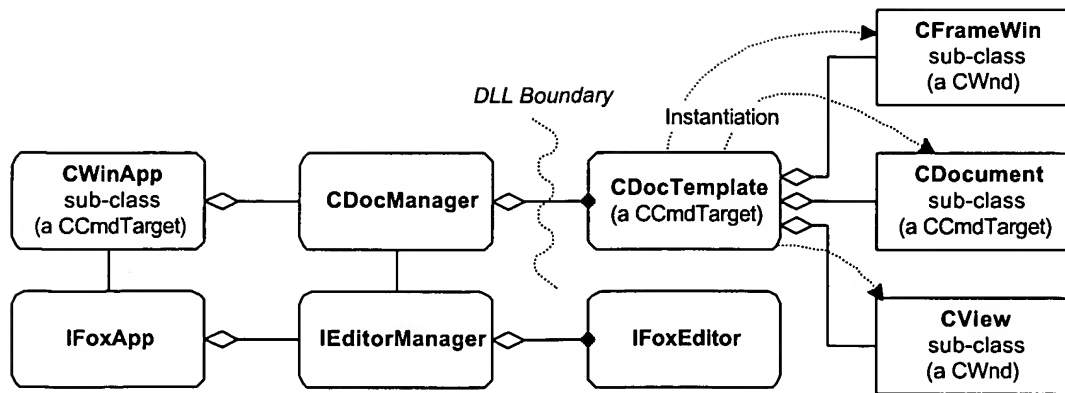 CFrameWin
sub-class
(a CWnd)
DLL Boundary
Instantiation
CWinApp
sub-class
(a CCmdTarget)
CDocManager
CDocTemplate
(a CCmdTarget)
CDocument
sub-class
(a CCmdTarget)
IFoxApp
IEditorManager
IFoxEditor
CView
sub-class
(a CWnd)